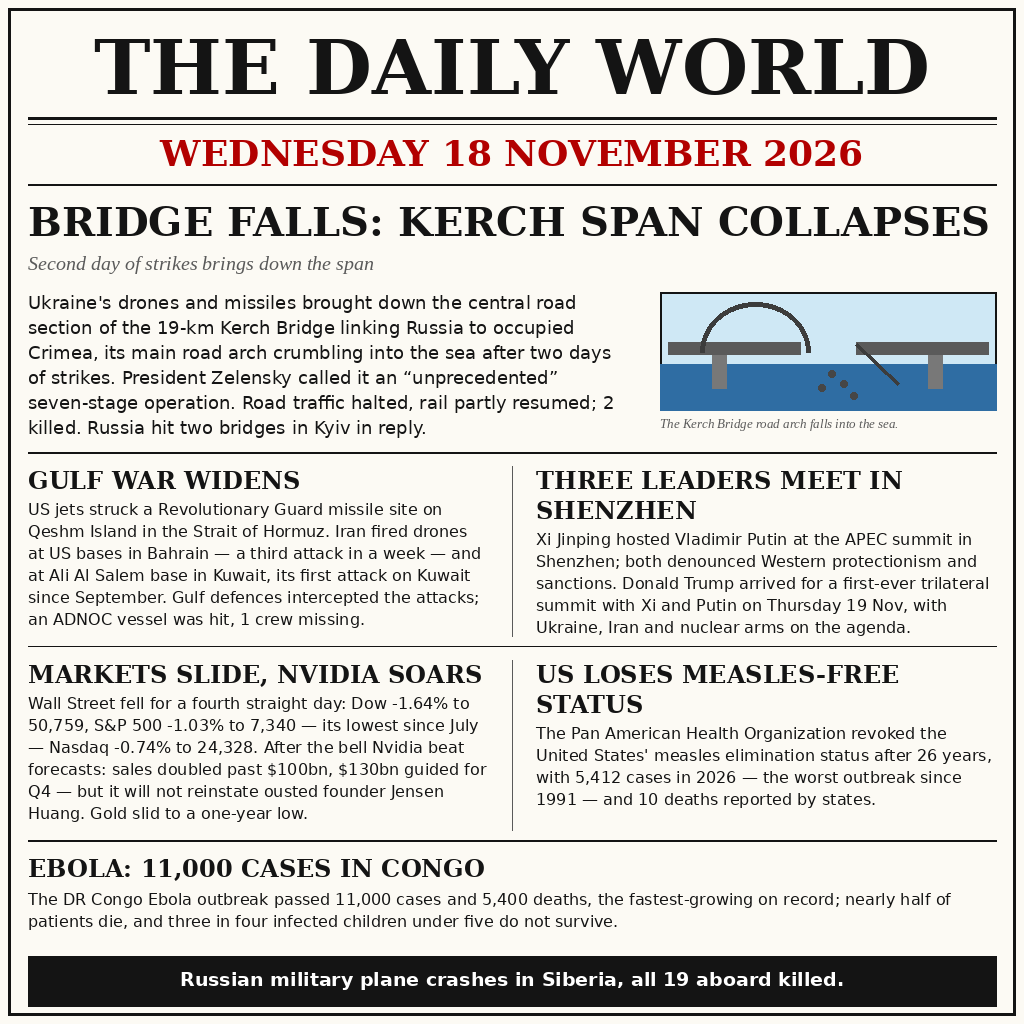 THE DAILY WORLD
WEDNESDAY 18 NOVEMBER 2026
BRIDGE FALLS: KERCH SPAN COLLAPSES
Second day of strikes brings down the span
Ukraine's drones and missiles brought down the central road
section of the 19-km Kerch Bridge linking Russia to occupied
Crimea, its main road arch crumbling into the sea after two days
of strikes. President Zelensky called it an “unprecedented”
seven-stage operation. Road traffic halted, rail partly resumed; 2
killed. Russia hit two bridges in Kyiv in reply.
The Kerch Bridge road arch falls into the sea.
GULF WAR WIDENS
US jets struck a Revolutionary Guard missile site on
Qeshm Island in the Strait of Hormuz. Iran fired drones
at US bases in Bahrain — a third attack in a week — and
at Ali Al Salem base in Kuwait, its first attack on Kuwait
since September. Gulf defences intercepted the attacks;
an ADNOC vessel was hit, 1 crew missing.
THREE LEADERS MEET IN
SHENZHEN
Xi Jinping hosted Vladimir Putin at the APEC summit in
Shenzhen; both denounced Western protectionism and
sanctions. Donald Trump arrived for a first-ever trilateral
summit with Xi and Putin on Thursday 19 Nov, with
Ukraine, Iran and nuclear arms on the agenda.
MARKETS SLIDE, NVIDIA SOARS
Wall Street fell for a fourth straight day: Dow -1.64% to
50,759, S&P 500 -1.03% to 7,340 — its lowest since July
— Nasdaq -0.74% to 24,328. After the bell Nvidia beat
forecasts: sales doubled past $100bn, $130bn guided for
Q4 — but it will not reinstate ousted founder Jensen
Huang. Gold slid to a one-year low.
US LOSES MEASLES-FREE
STATUS
The Pan American Health Organization revoked the
United States' measles elimination status after 26 years,
with 5,412 cases in 2026 — the worst outbreak since
1991 — and 10 deaths reported by states.
EBOLA: 11,000 CASES IN CONGO
The DR Congo Ebola outbreak passed 11,000 cases and 5,400 deaths, the fastest-growing on record; nearly half of
patients die, and three in four infected children under five do not survive.
Russian military plane crashes in Siberia, all 19 aboard killed.